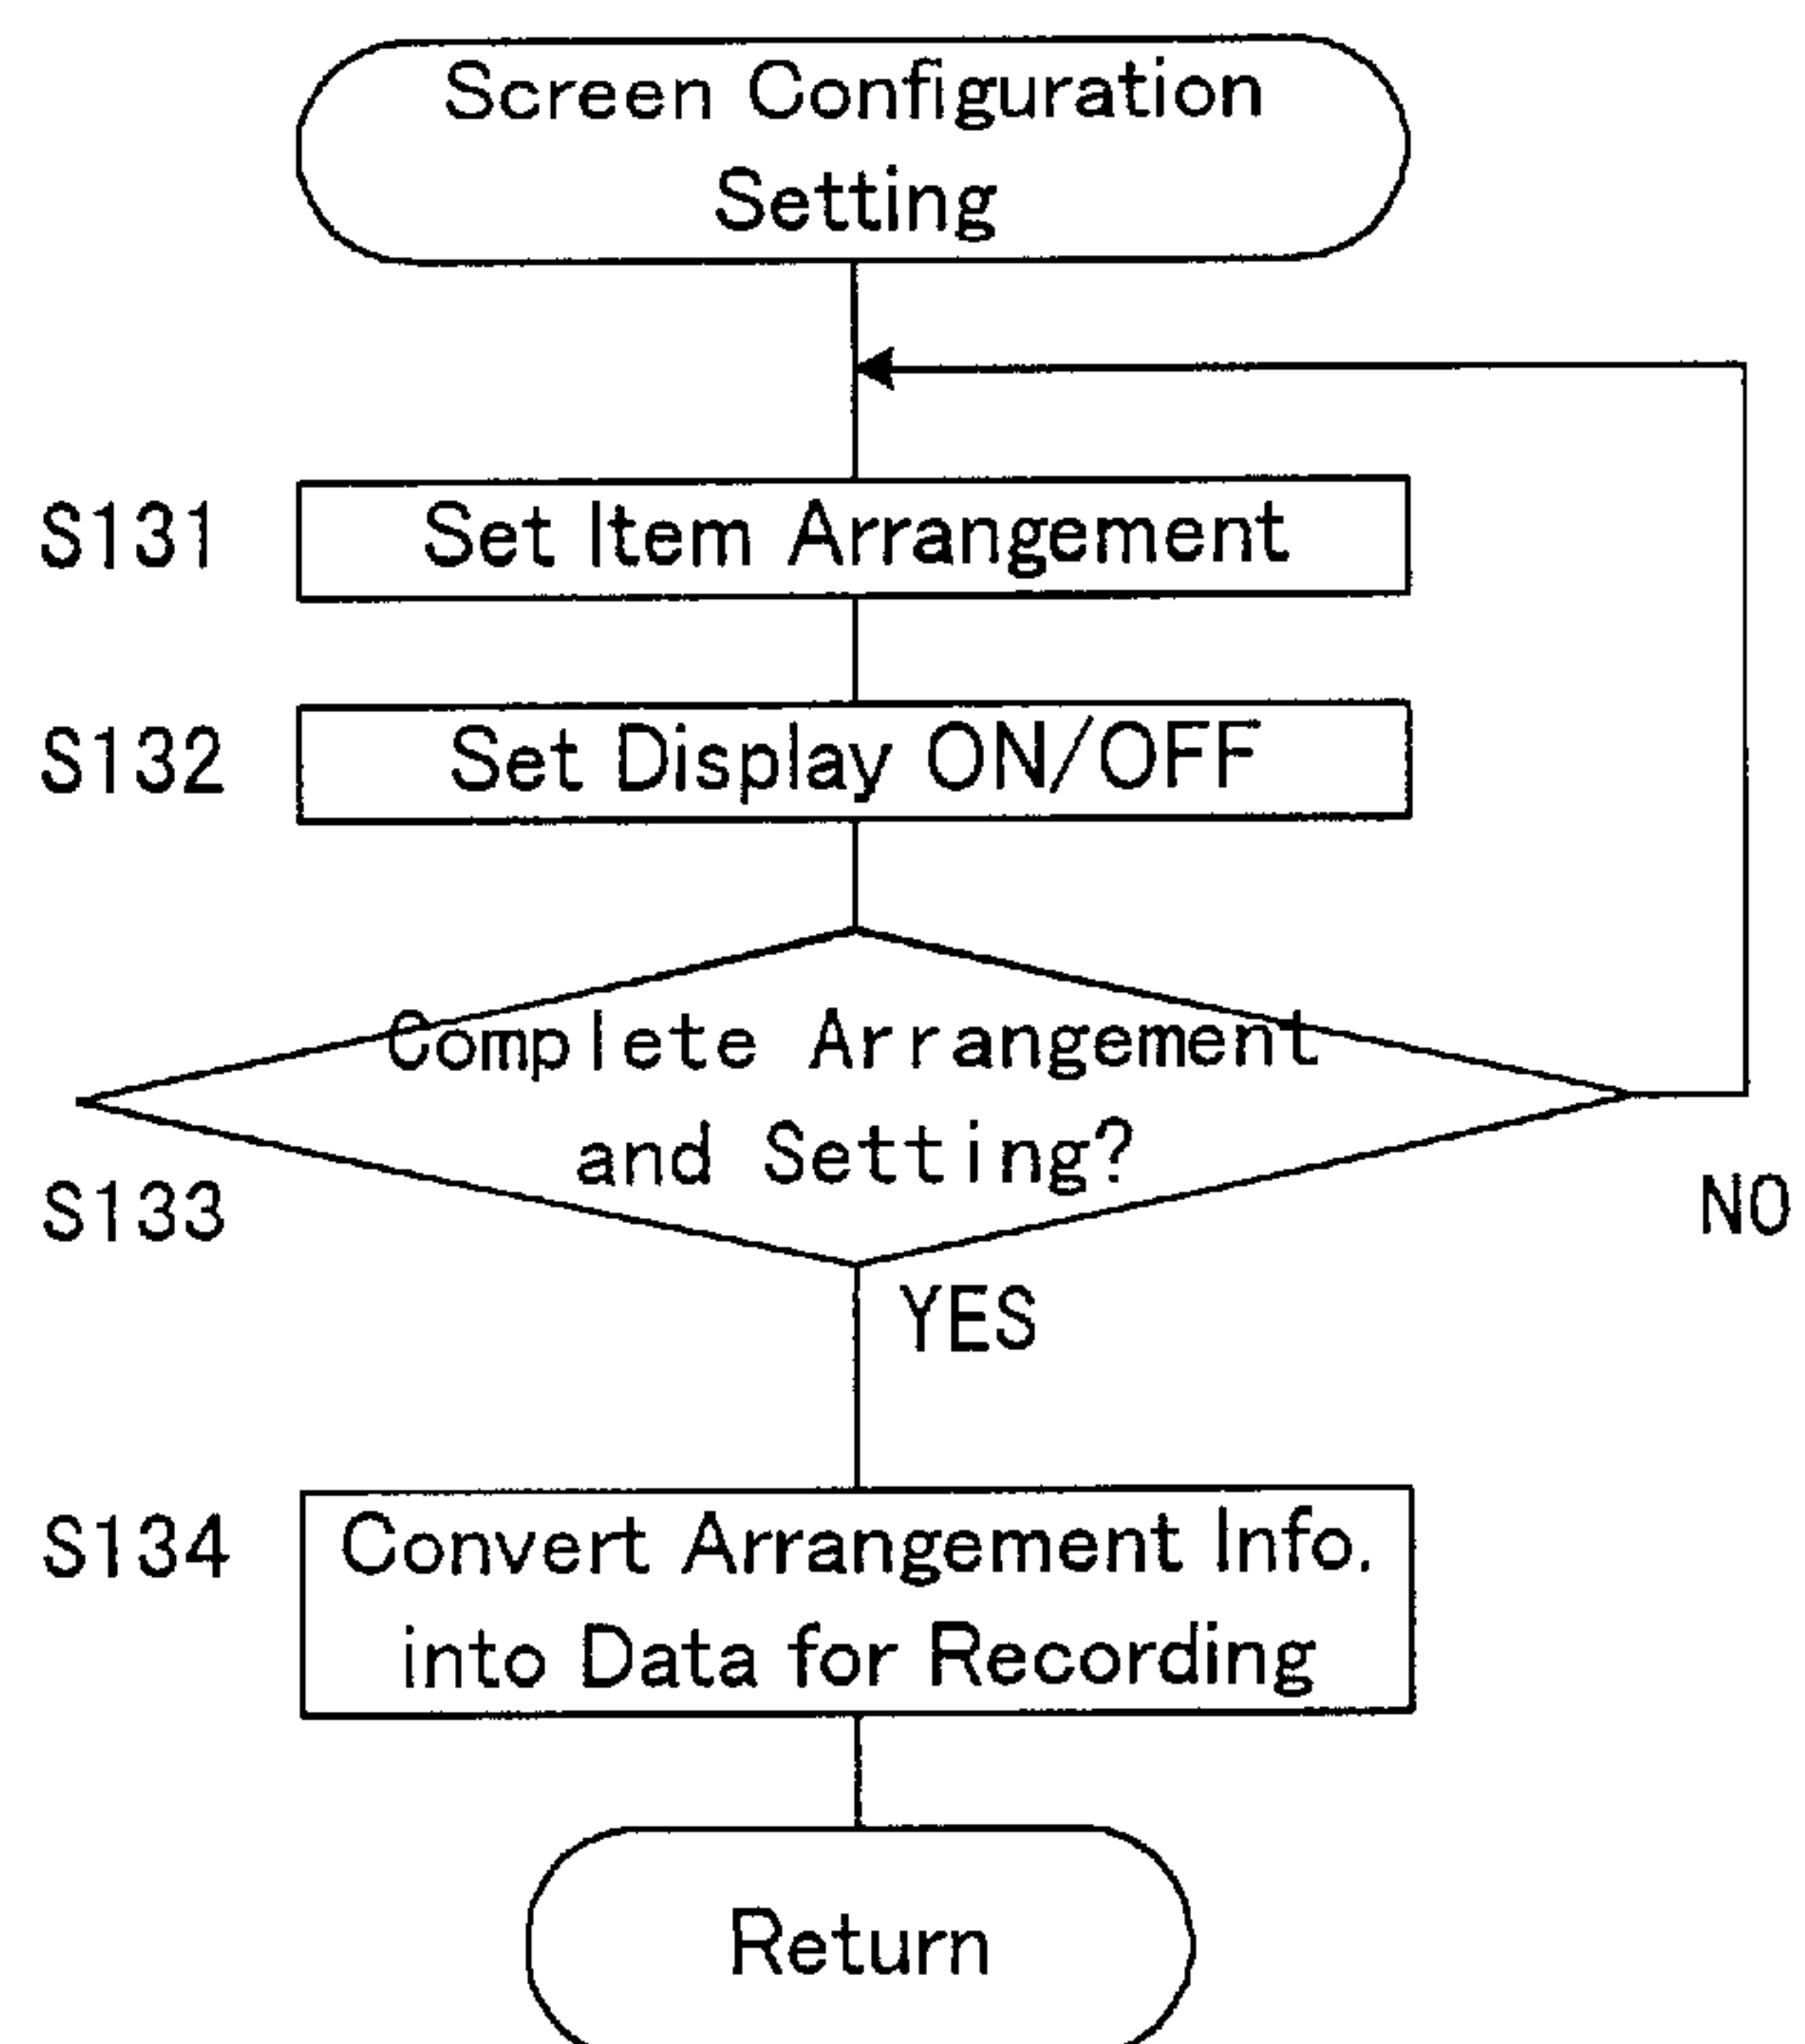 Screen Configuration
Setting
S131
Set Item Arrangement
S132
Set Display ON/OFF
Complete Arrangement
and Setting?
S133
NO
YES
S134
Convert Arrangement Info.
into Data for Recording
Return